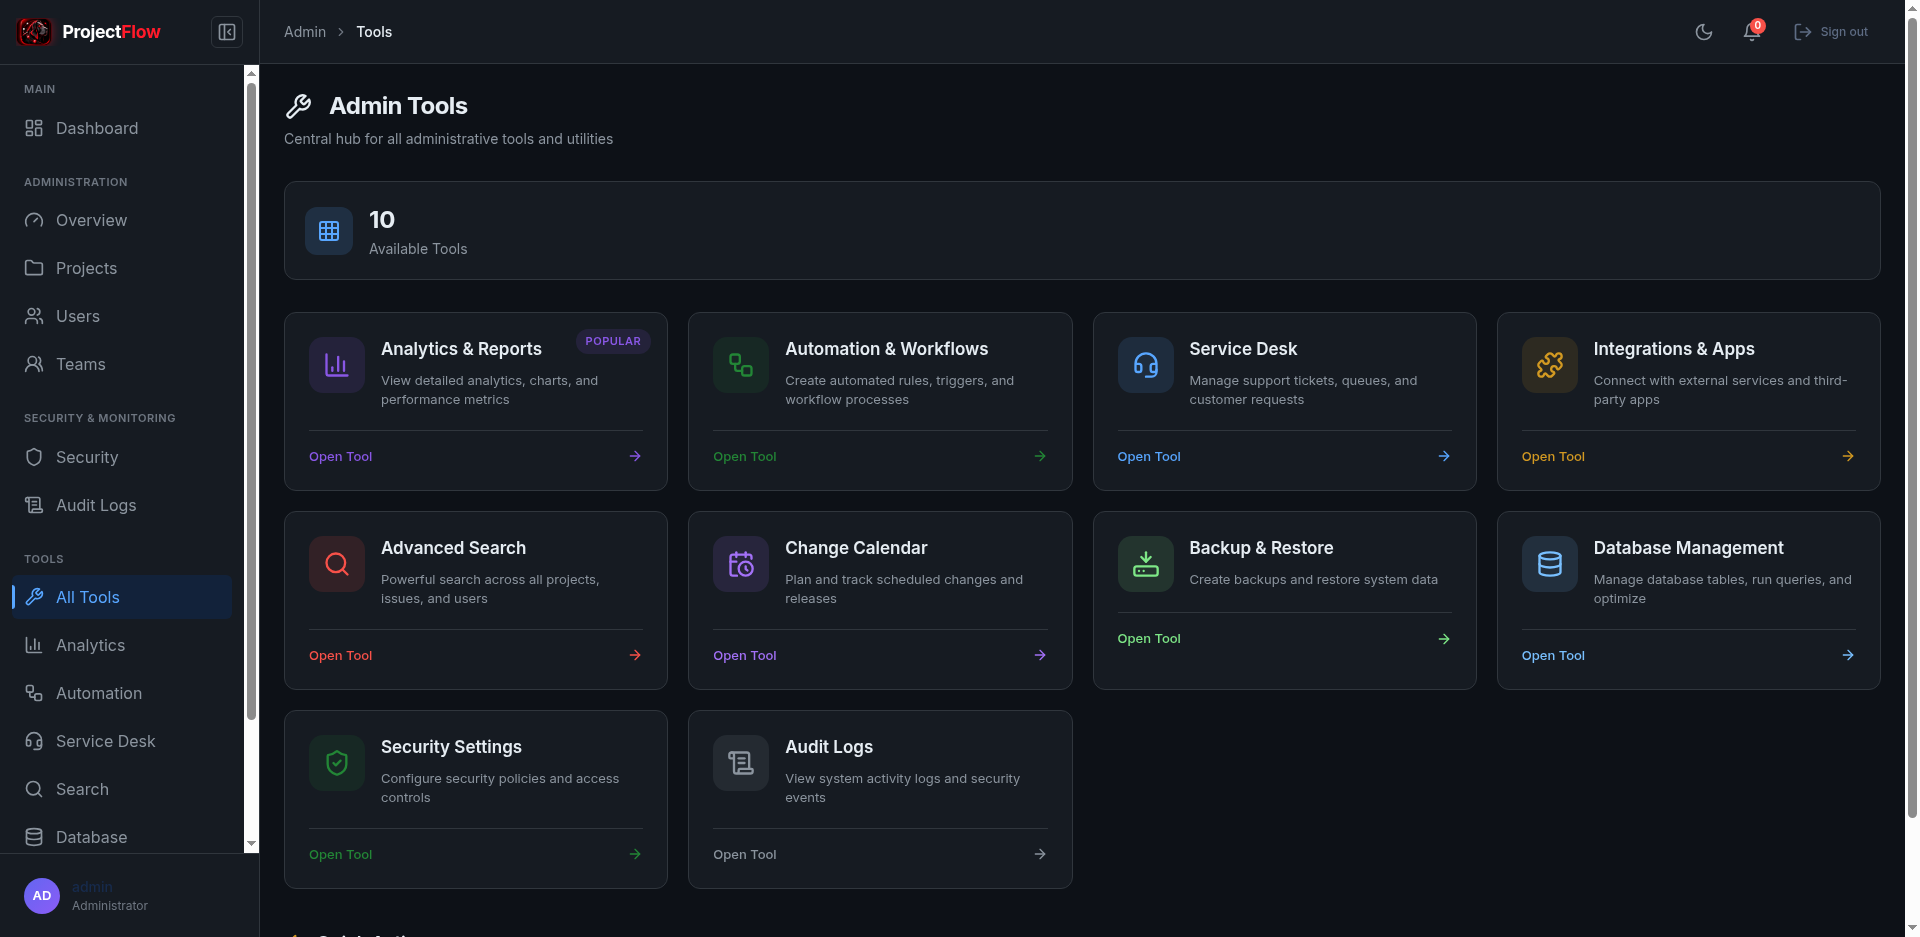 ProjectFlow
Admin
Tools
0
Sign out
MAIN
Dashboard
ADMINISTRATION
Overview
Projects
Users
Teams
SECURITY & MONITORING
Security
Audit Logs
TOOLS
All Tools
Analytics
Automation
Service Desk
Search
Database
AD
admin
Administrator
Admin Tools
Central hub for all administrative tools and utilities
10
Available Tools
Analytics & Reports
POPULAR
View detailed analytics, charts, and
performance metrics
Open Tool
Automation & Workflows
Create automated rules, triggers, and
workflow processes
Open Tool
Service Desk
Manage support tickets, queues, and
customer requests
Open Tool
Integrations & Apps
Connect with external services and third-
party apps
Open Tool
Advanced Search
Powerful search across all projects,
issues, and users
Open Tool
Change Calendar
Plan and track scheduled changes and
releases
Open Tool
Backup & Restore
Create backups and restore system data
Open Tool
Database Management
Manage database tables, run queries, and
optimize
Open Tool
Security Settings
Configure security policies and access
controls
Open Tool
Audit Logs
View system activity logs and security
events
Open Tool